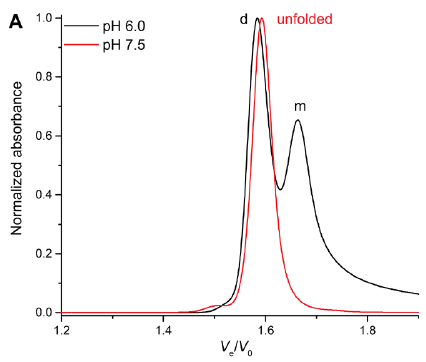 A
pH 6.0
pH 7.5
d
unfolded
m
Normalized absorbance
1.0
0.8
0.6
0.4
0.2
0.0
1.2
1.4
1.6
1.8
Ve/V0